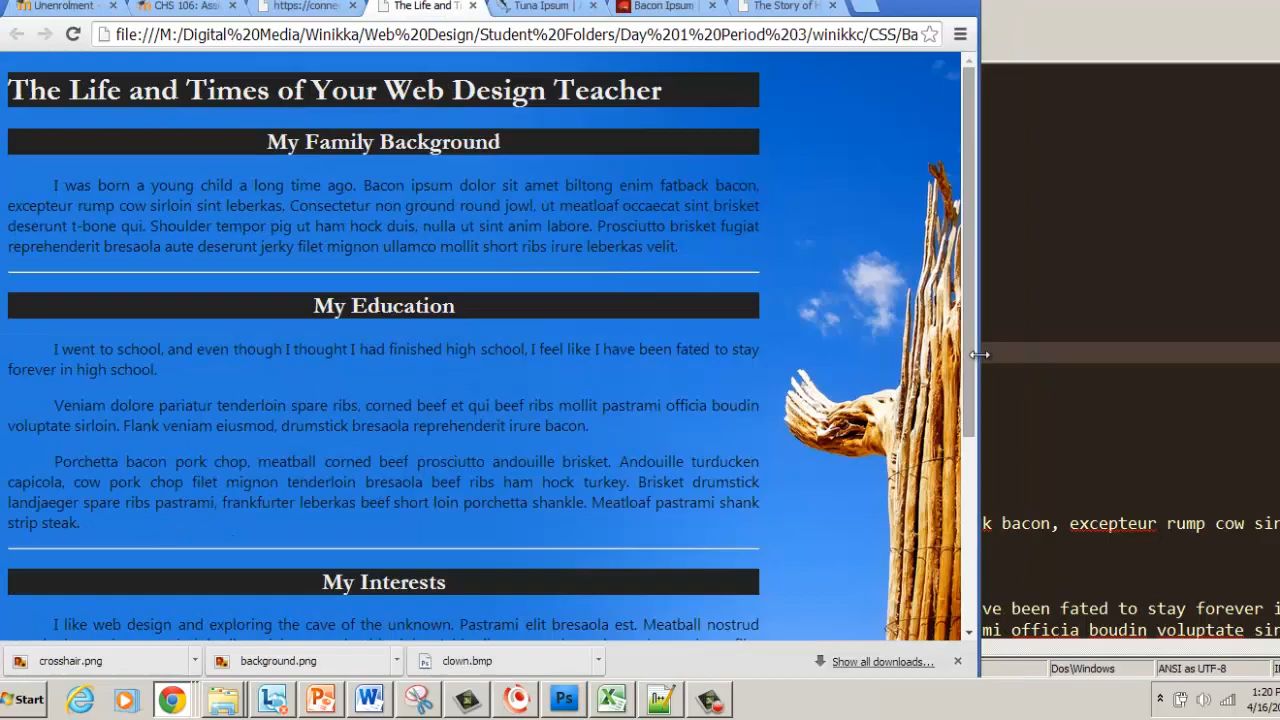 Unenrolment
CHS 106: Ass
https://conne
The Life and T
Tuna Ipsum |
Bacon Ipsum
The Story of H
file:///M:/Digital%20Media/Winikka/Web%20Design/Student%20Folders/Day%201%20Period%203/winikkc/CSS/Ba
The Life and Times of Your Web Design Teacher
My Family Background
I was born a young child a long time ago. Bacon ipsum dolor sit amet biltong enim fatback bacon,
excepteur rump cow sirloin sint leberkas. Consectetur non ground round jowl, ut meatloaf occaecat sint brisket
deserunt t-bone qui. Shoulder tempor pig ut ham hock duis, nulla ut sint anim labore. Prosciutto brisket fugiat
reprehenderit bresaola aute deserunt jerky filet mignon ullamco mollit short ribs irure leberkas velit.
My Education
I went to school, and even though I thought I had finished high school, I feel like I have been fated to stay
forever in high school.
Veniam dolore pariatur tenderloin spare ribs, corned beef et qui beef ribs mollit pastrami officia boudin
voluptate sirloin. Flank veniam eiusmod, drumstick bresaola reprehenderit irure bacon.
Porchetta bacon pork chop, meatball corned beef prosciutto andouille brisket. Andouille turducken
capicola, cow pork chop filet mignon tenderloin bresaola beef ribs ham hock turkey. Brisket drumstick
landjaeger spare ribs pastrami, frankfurter leberkas beef short loin porchetta shankle. Meatloaf pastrami shank
strip steak.
My Interests
I like web design and exploring the cave of the unknown. Pastrami elit bresaola est. Meatball nostrud
k bacon, excepteur rump cow sir
ve been fated to stay forever i
mi officia boudin voluptate sir
crosshair.png
background.png
clown.bmp
Show all downloads...
Dos\Windows
ANSI as UTF-8
Start
1:20 P
4/16/2